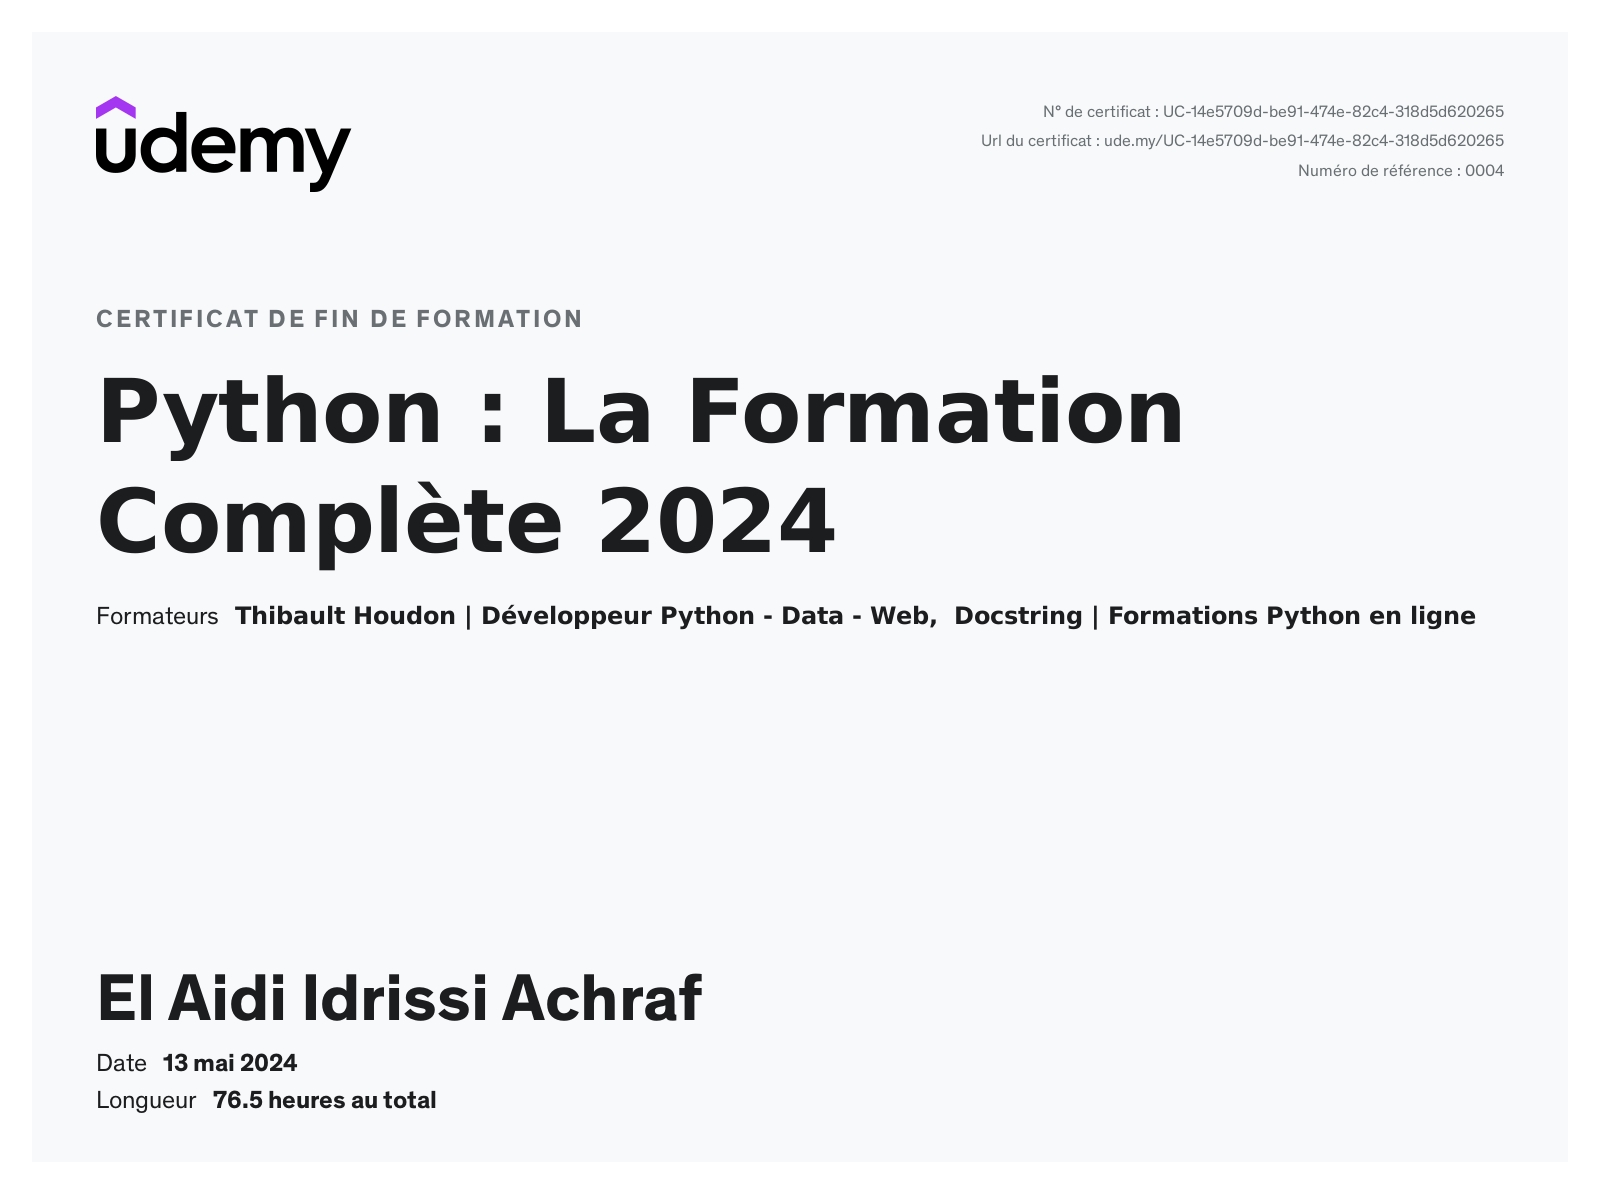 udemy
N° de certificat : UC-14e5709d-be91-474e-82c4-318d5d620265
Url du certificat : ude.my/UC-14e5709d-be91-474e-82c4-318d5d620265
Numéro de référence : 0004
CERTIFICAT DE FIN DE FORMATION
Python : La Formation
Complète 2024
Formateurs Thibault Houdon | Développeur Python - Data - Web, Docstring | Formations Python en ligne
El Aidi Idrissi Achraf
Date 13 mai 2024
Longueur 76.5 heures au total